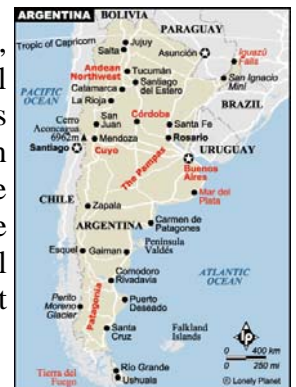 ARGENTINA
BOLIVIA
PARAGUAY
Tropic of Capricorn
Jujuy
Salta
Asunción
Iguazú
Falls
PACIFIC
OCEAN
Andean
Northwest
Tucumán
Santiago
del Estero
San Ignacio
Mini
Catamarca
La Rioja
BRAZIL
Cerro
Aconcagua
6962m
San
Juan
Córdoba
Santa Fe
Santiago
Mendoza
Rosario
Cuyo
URUGUAY
The Pampas
Buenos
Aires
CHILE
Zapala
Mar del
Plata
ARGENTINA
Carmen de
Patagones
Esquel
Gaiman
Península
Valdés
Comodoro
Rivadavia
ATLANTIC
OCEAN
Patagonia
Perito
Moreno
Glacier
Puerto
Deseado
Santa
Cruz
Falkland
Islands
lp
0 400 km
0 250 mi
Tierra del
Fuego
Río Grande
Ushuaia
© Lonely Planet